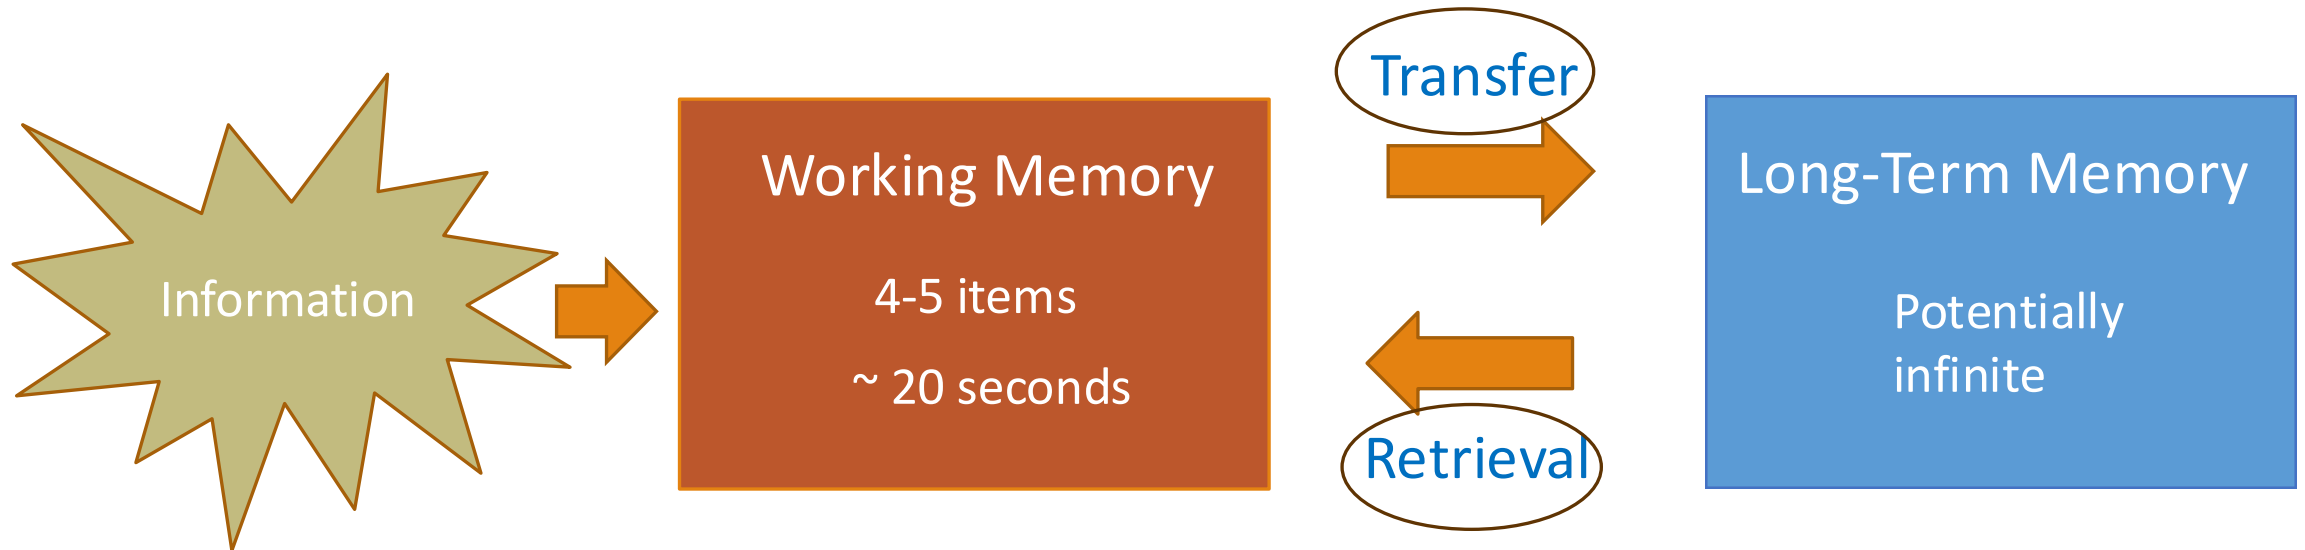 Information
Working Memory
4-5 items
~ 20 seconds
Transfer
Retrieval
Long-Term Memory
Potentially
infinite